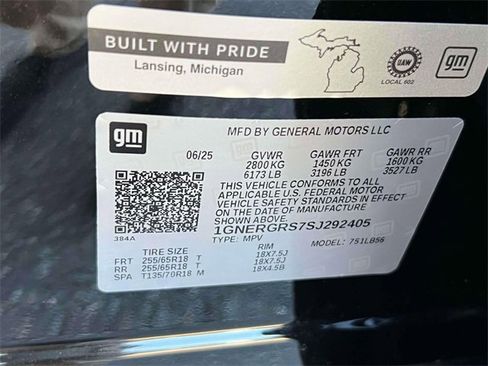 BUILT WITH PRIDE
Lansing, Michigan
UAW
LOCAL 602
gm
gm
MFD BY GENERAL MOTORS LLC
06/25 GVWR GAWR FRT GAWR RR
2800 KG 1450 KG 1600 KG
6173 LB 3196 LB 3527 LB
THIS VEHICLE CONFORMS TO ALL
APPLICABLE U.S. FEDERAL MOTOR
VEHICLE SAFETY STANDARDS IN EFFECT
ON THE DATE OF MANUFACTURE
SHOWN ABOVE.
1GNERGRS7SJ292405
TYPE: MPV MODEL: 751LB56
384A
TIRE SIZE RIM
FRT 255/65R18 T 18X7.5J
RR 255/65R18 T 18X7.5J
SPA T135/70R18 M 18X4.5B